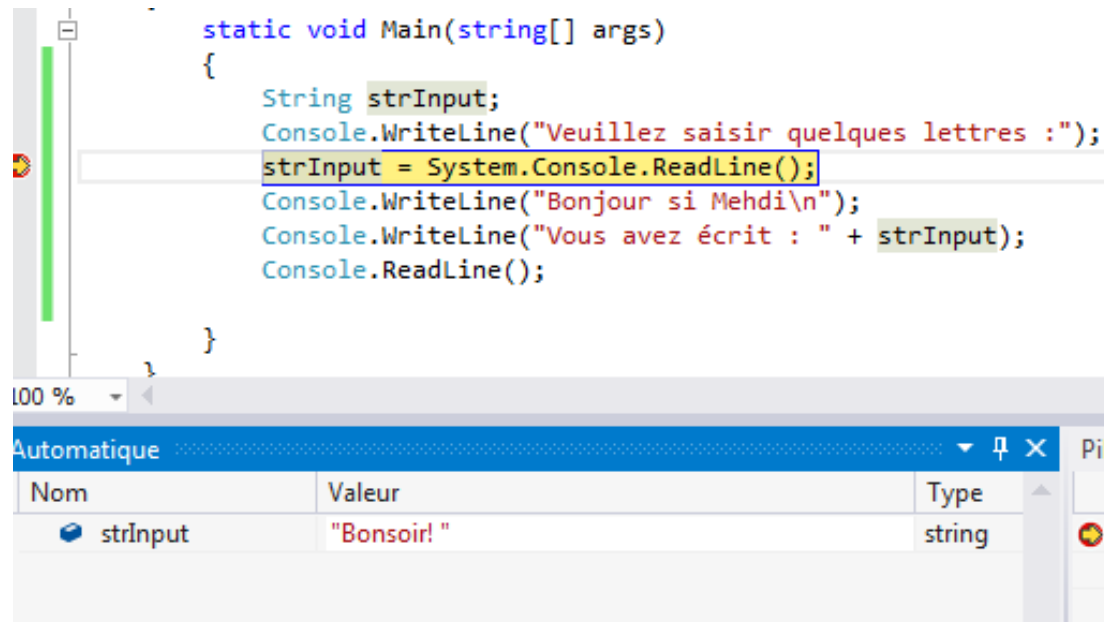 static void Main(string[] args)
{
String strInput;
Console.WriteLine("Veuillez saisir quelques lettres :");
strInput = System.Console.ReadLine();
Console.WriteLine("Bonjour si Mehdi\n");
Console.WriteLine("Vous avez écrit : " + strInput);
Console.ReadLine();
}
}
100 %
Automatique
Pi
Nom Valeur Type
strInput "Bonsoir! " string